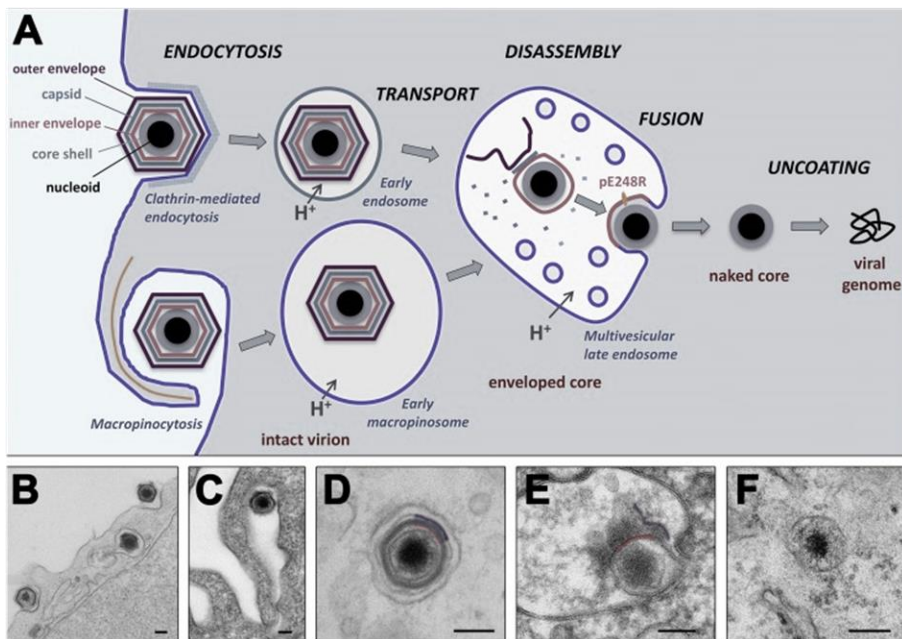 A
ENDOCYTOSIS
DISASSEMBLY
outer envelope
capsid
inner envelope
core shell
nucleoid
TRANSPORT
FUSION
UNCOATING
pE248R
Clathrin-mediated
endocytosis
H+
Early
endosome
naked core
viral
genome
H+
Multivesicular
late endosome
enveloped core
Macropinocytosis
H+
Early
macropinosome
intact virion
B
C
D
E
F